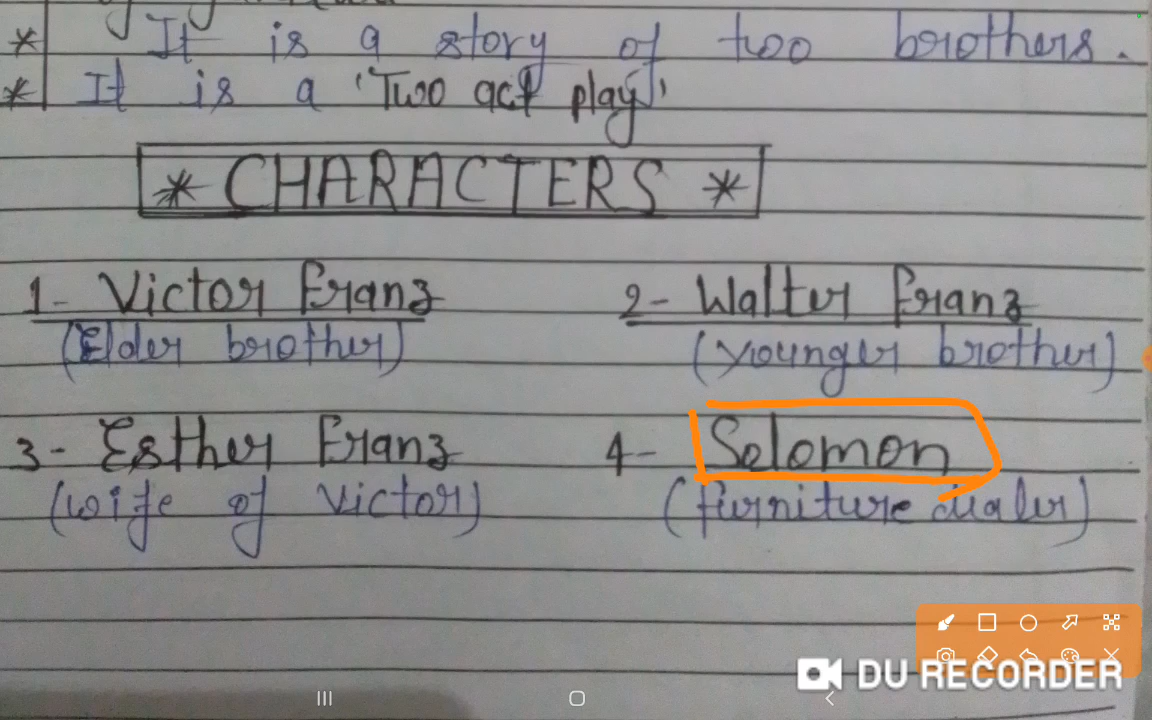 * It is a story of two brothers.
* It is a 'Two act play'
* CHARACTERS *
1- Victor Franz 2- Walter Franz
(Elder brother) (younger brother)
3- Esther Franz 4- Solomon
(wife of Victor) (furniture dealer)
DU RECORDER